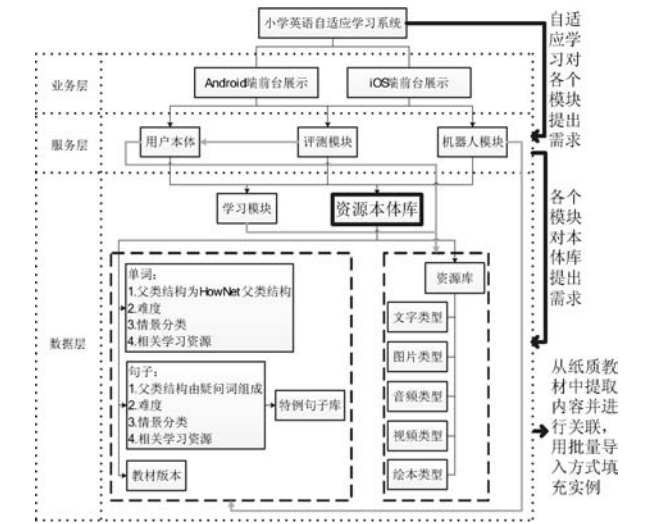 小学英语自适应学习系统
自适
应学
习对
各个
模块
提出
需求
业务层
Android端前台展示
iOS端前台展示
服务层
用户本体
评测模块
机器人模块
学习模块
资源本体库
各个
模块
对本
体库
提出
需求
数据层
单词：
1.父类结构为HowNet父类结构
2.难度
3.情景分类
4.相关学习资源
句子：
1.父类结构由疑问词组成
2.难度
3.情景分类
4.相关学习资源
特例句子库
教材版本
资源库
文字类型
图片类型
音频类型
视频类型
绘本类型
从纸质教
材中提取
内容并进
行关联，
用批量导
入方式填
充实例